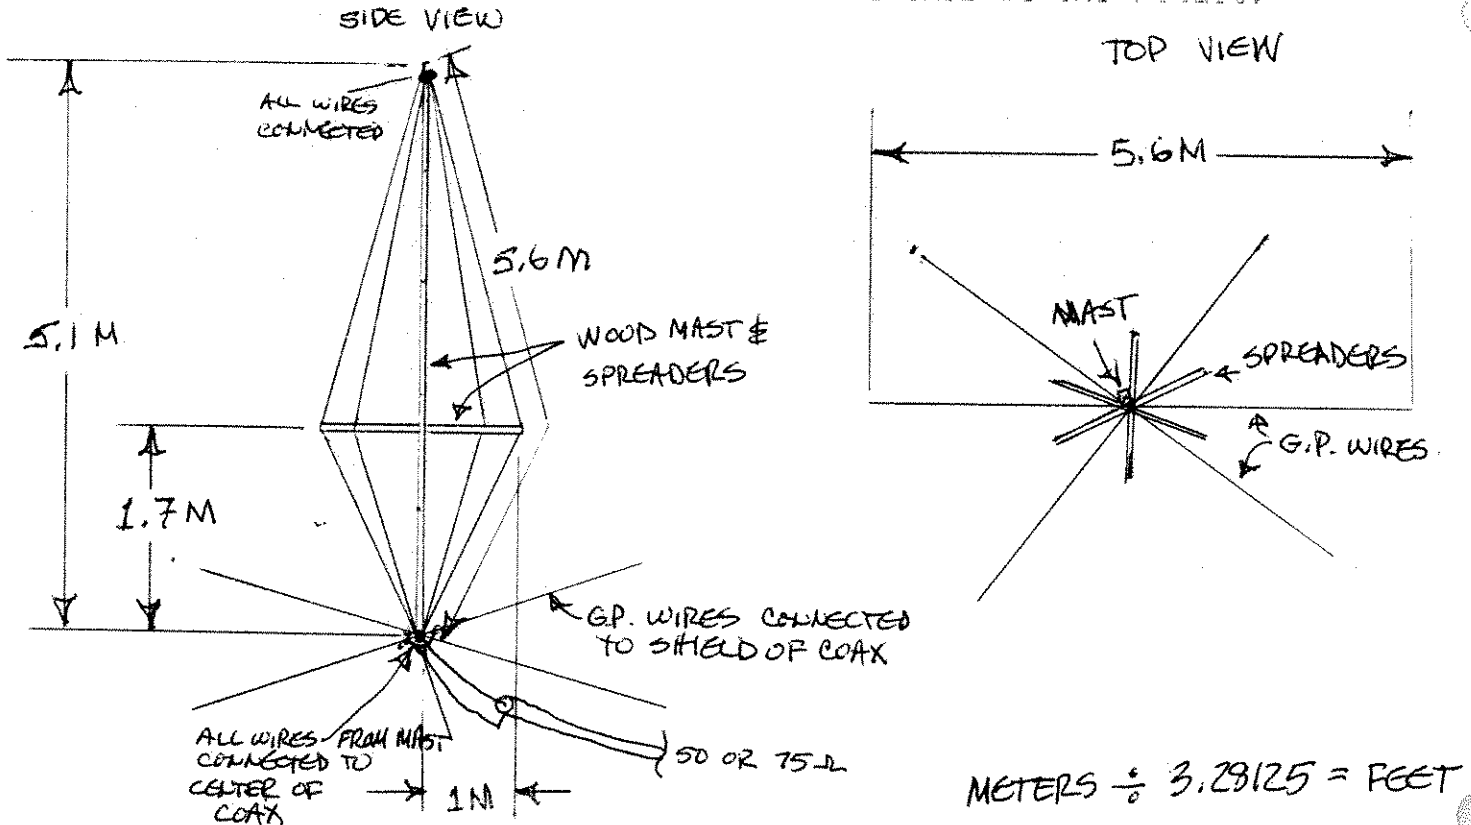 SIDE VIEW
TOP VIEW
ALL WIRES
CONNECTED
5.6M
5.6M
5.1M
WOOD MAST &
SPREADERS
MAST
SPREADERS
G.P. WIRES
1.7M
G.P. WIRES CONNECTED
TO SHIELD OF COAX
ALL WIRES FROM MAST
CONNECTED TO
CENTER OF
COAX
1M
50 OR 75Ω
METERS ÷ 3.28125 = FEET